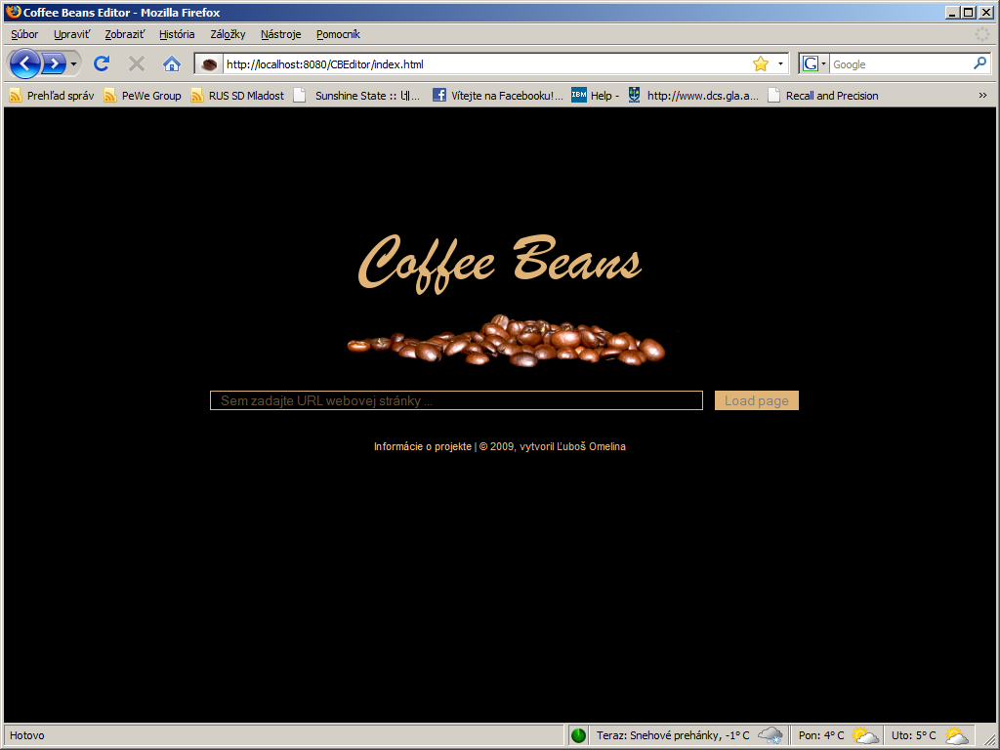 Coffee Beans Editor - Mozilla Firefox
Súbor Upraviť Zobraziť História Záložky Nástroje Pomocník
http://localhost:8080/CBEditor/index.html G Google
Prehľad správ PeWe Group RUS SD Mladost Sunshine State :: 네... Vítejte na Facebooku!... IBM Help - http://www.dcs.gla.a... Recall and Precision »
Coffee Beans
Sem zadajte URL webovej stránky ... Load page
Informácie o projekte | © 2009, vytvoril Ľuboš Omelina
Hotovo Teraz: Snehové prehánky, -1° C Pon: 4° C Uto: 5° C